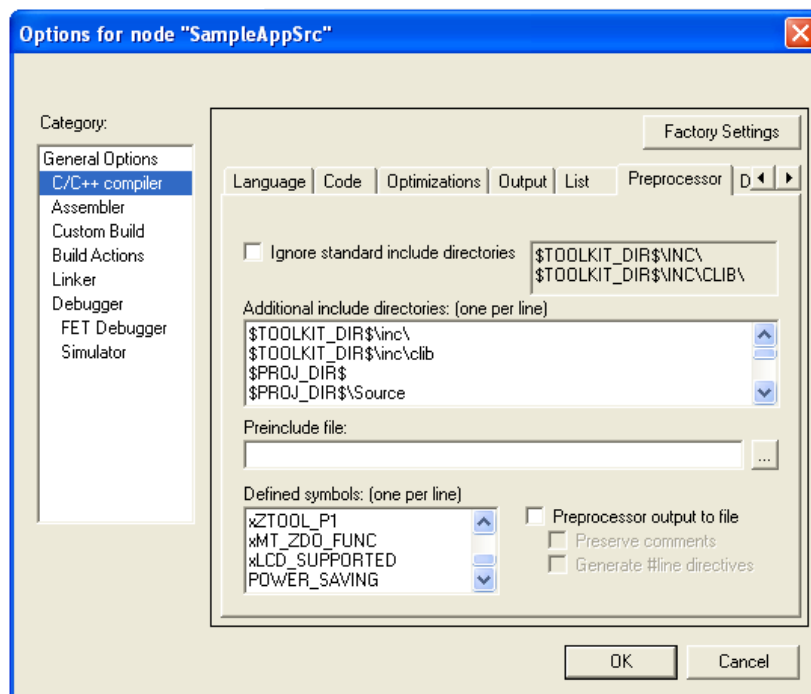 Options for node "SampleAppSrc"
Category:
General Options
C/C++ compiler
Assembler
Custom Build
Build Actions
Linker
Debugger
FET Debugger
Simulator
Factory Settings
Language Code Optimizations Output List Preprocessor D
Ignore standard include directories
$TOOLKIT_DIR$\INC\
$TOOLKIT_DIR$\INC\CLIB\
Additional include directories: (one per line)
$TOOLKIT_DIR$\inc\
$TOOLKIT_DIR$\inc\clib
$PROJ_DIR$
$PROJ_DIR$\Source
Preinclude file:
...
Defined symbols: (one per line)
xZTOOL_P1
xMT_ZDO_FUNC
xLCD_SUPPORTED
POWER_SAVING
Preprocessor output to file
Preserve comments
Generate #line directives
OK Cancel